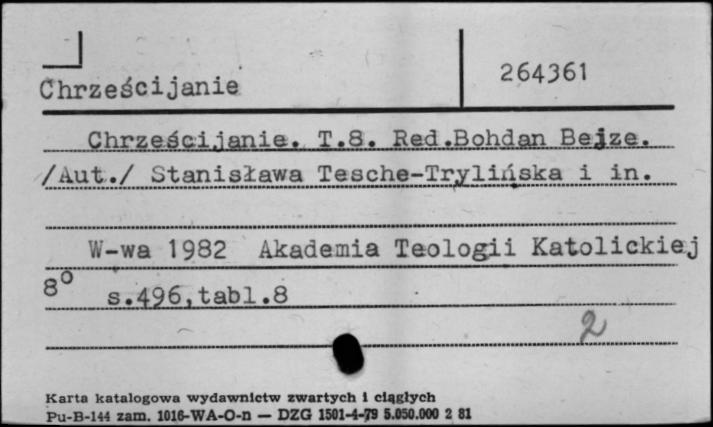 Chrześcijanie
264361
Chrześcijanie. T.8. Red.Bohdan Bejze.
/Aut./ Stanisława Tesche-Trylińska i in.
W-wa 1982 Akademia Teologii Katolickiej
8º s.496,tabl.8
2
Karta katalogowa wydawnictw zwartych i ciągłych
Pu-B-144 zam. 1016-WA-O-n — DZG 1501-4-79 5.050.000 2 81